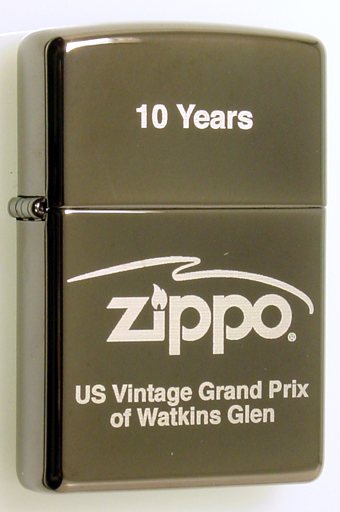 10 Years
zippo®
US Vintage Grand Prix
of Watkins Glen